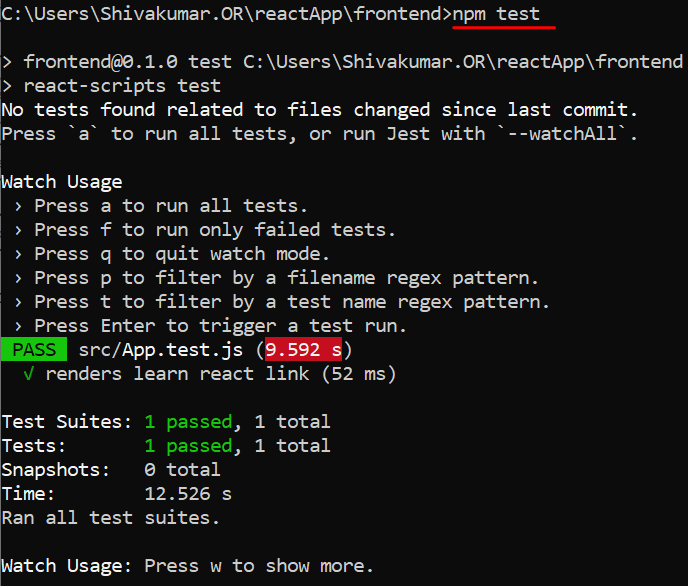 C:\Users\Shivakumar.OR\reactApp\frontend>npm test
> frontend@0.1.0 test C:\Users\Shivakumar.OR\reactApp\frontend
> react-scripts test
No tests found related to files changed since last commit.
Press `a` to run all tests, or run Jest with `--watchAll`.
Watch Usage
› Press a to run all tests.
› Press f to run only failed tests.
› Press q to quit watch mode.
› Press p to filter by a filename regex pattern.
› Press t to filter by a test name regex pattern.
› Press Enter to trigger a test run.
PASS src/App.test.js (9.592 s)
√ renders learn react link (52 ms)
Test Suites: 1 passed, 1 total
Tests:       1 passed, 1 total
Snapshots:   0 total
Time:        12.526 s
Ran all test suites.
Watch Usage: Press w to show more.